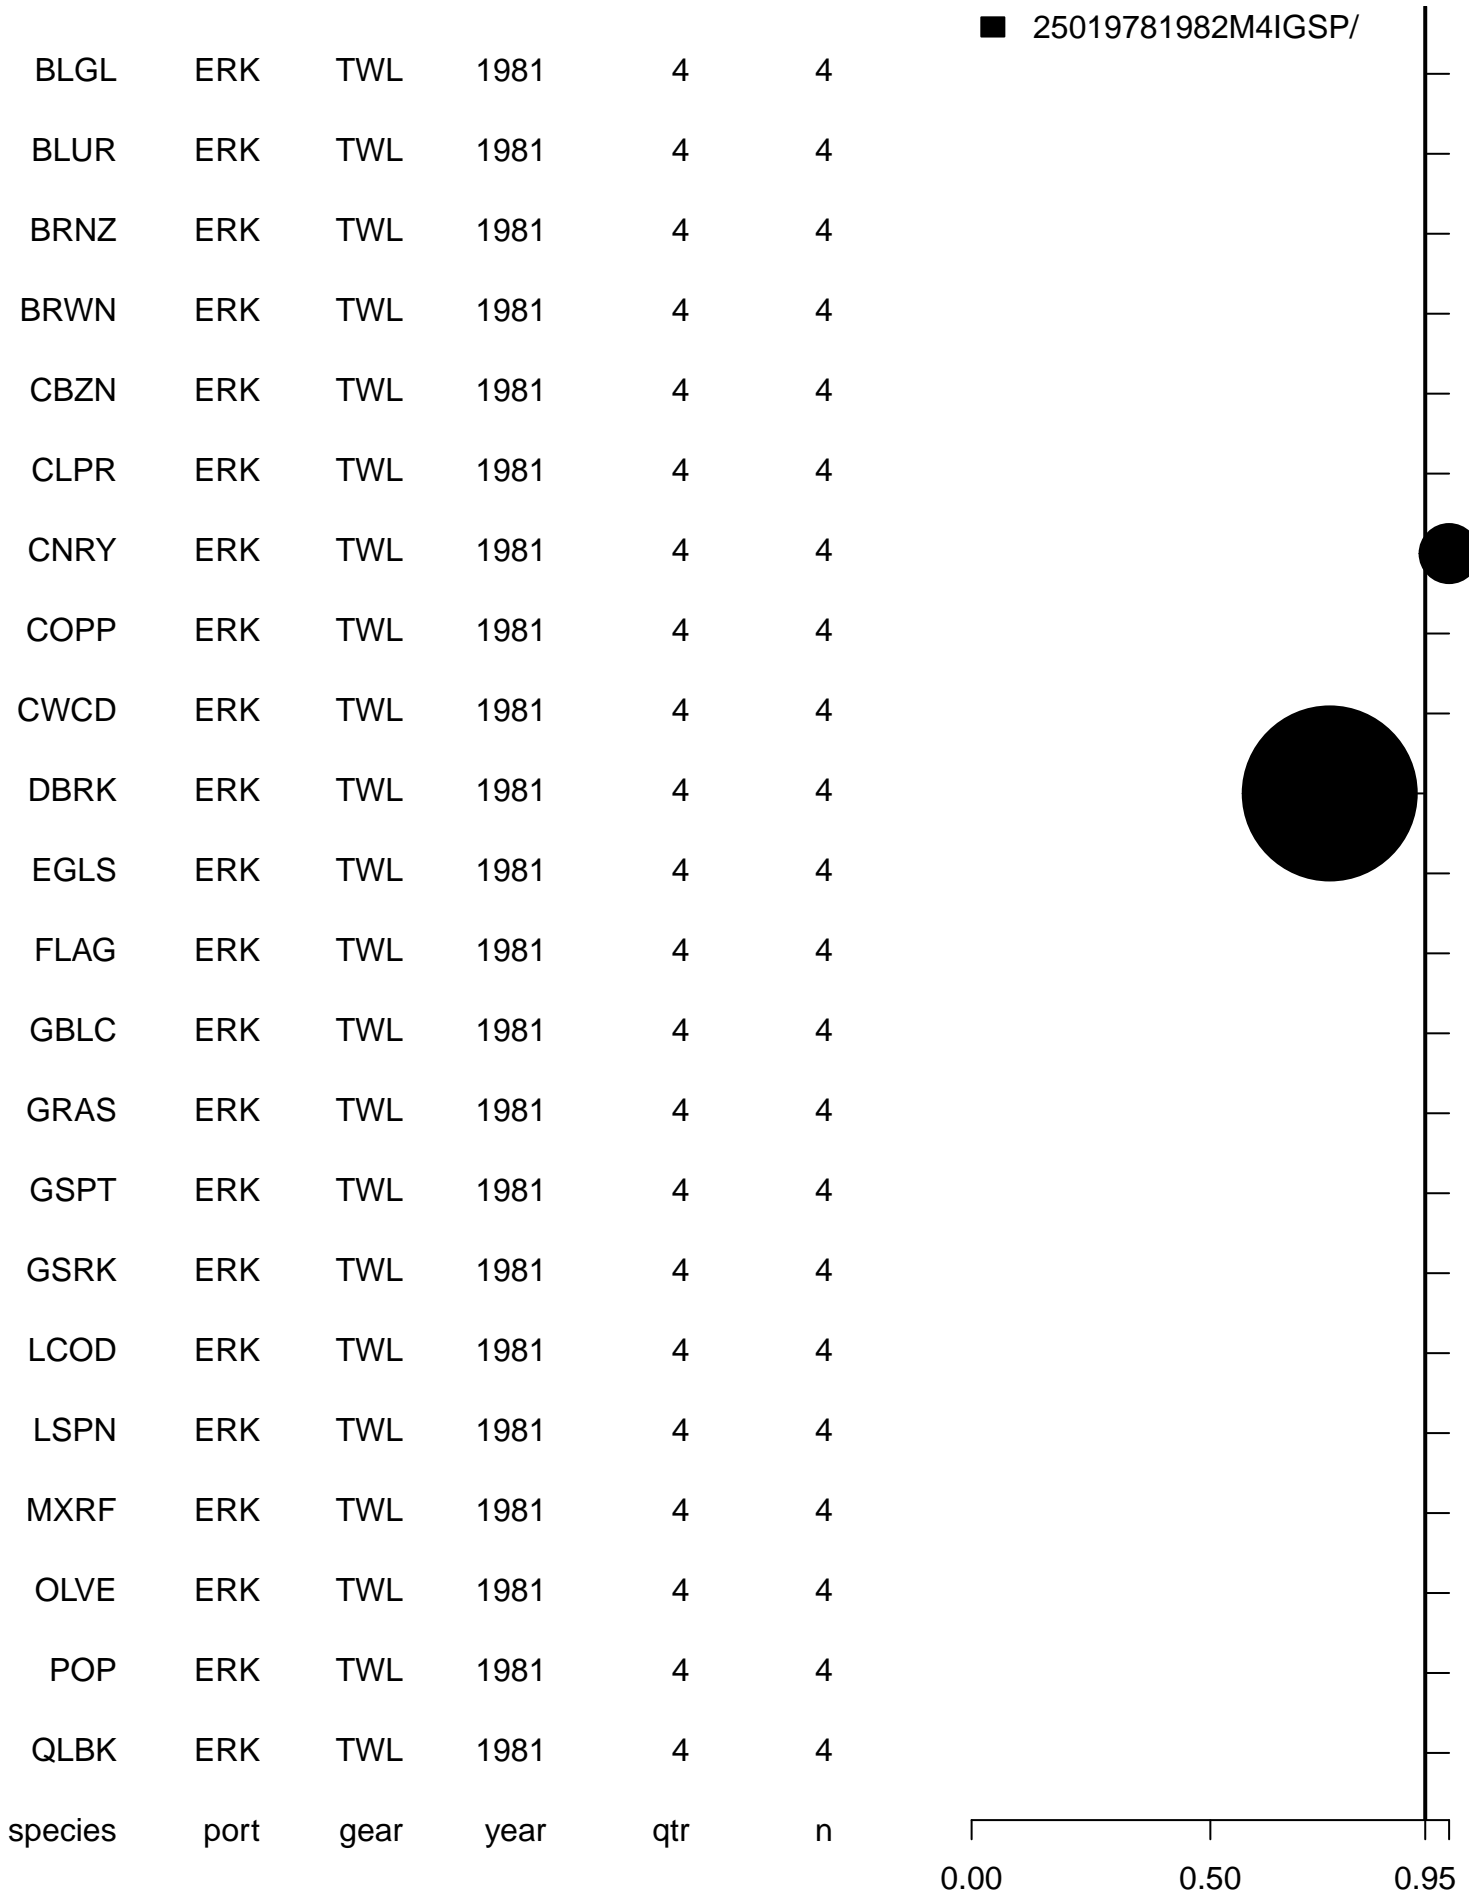 25019781982M4IGSP/
BLGL ERK TWL 1981 4 4
BLUR ERK TWL 1981 4 4
BRNZ ERK TWL 1981 4 4
BRWN ERK TWL 1981 4 4
CBZN ERK TWL 1981 4 4
CLPR ERK TWL 1981 4 4
CNRY ERK TWL 1981 4 4
COPP ERK TWL 1981 4 4
CWCD ERK TWL 1981 4 4
DBRK ERK TWL 1981 4 4
EGLS ERK TWL 1981 4 4
FLAG ERK TWL 1981 4 4
GBLC ERK TWL 1981 4 4
GRAS ERK TWL 1981 4 4
GSPT ERK TWL 1981 4 4
GSRK ERK TWL 1981 4 4
LCOD ERK TWL 1981 4 4
LSPN ERK TWL 1981 4 4
MXRF ERK TWL 1981 4 4
OLVE ERK TWL 1981 4 4
POP ERK TWL 1981 4 4
QLBK ERK TWL 1981 4 4
species port gear year qtr n
0.00 0.50 0.95